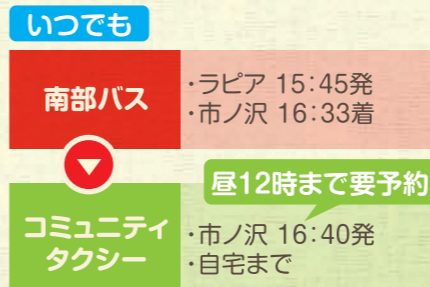 いつでも
南部バス
・ラピア 15：45発
・市ノ沢 16：33着
昼12時まで要予約
コミュニティ
タクシー
・市ノ沢 16：40発
・自宅まで